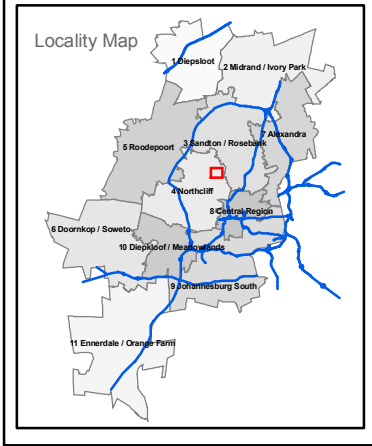 Locality Map
1 Diepsloot
2 Midrand / Ivory Park
3 Sandton / Rosebank
7 Alexandra
5 Roodepoort
4 Northcliff
8 Central Region
6 Doornkop / Soweto
10 Diepkloof / Meadowlands
9 Johannesburg South
11 Ennerdale / Orange Farm